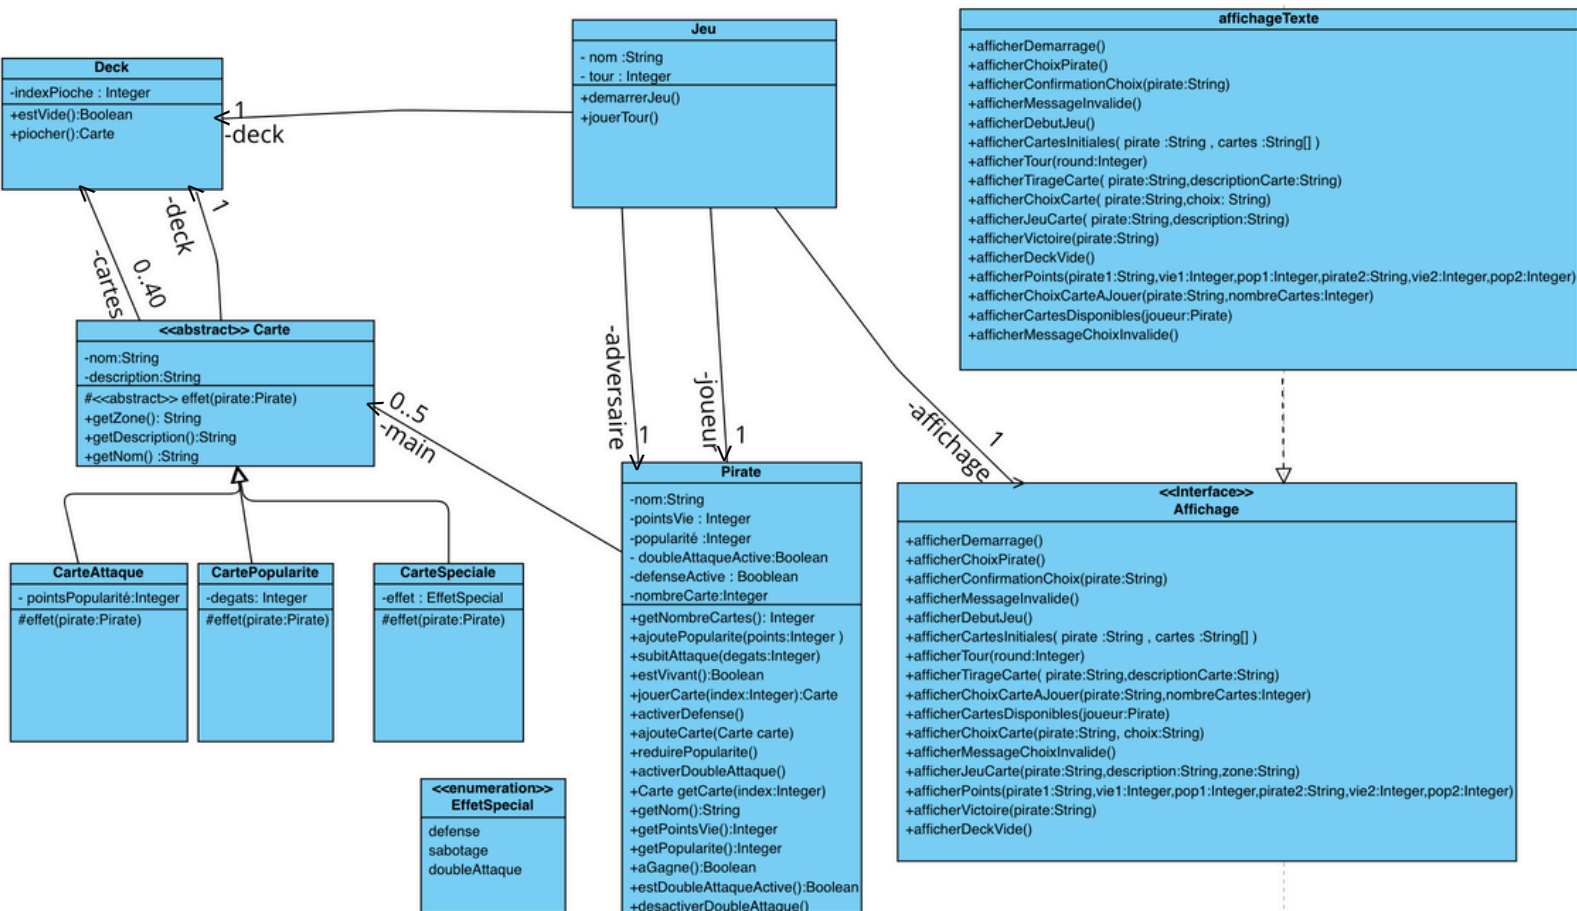 Deck
-indexPioche : Integer
+estVide():Boolean
+piocher():Carte
1
-deck
Jeu
- nom :String
- tour : Integer
+demarrerJeu()
+jouerTour()
affichageTexte
+afficherDemarrage()
+afficherChoixPirate()
+afficherConfirmationChoix(pirate:String)
+afficherMessageInvalide()
+afficherDebutJeu()
+afficherCartesInitiales( pirate :String , cartes :String[] )
+afficherTour(round:Integer)
+afficherTirageCarte( pirate:String,descriptionCarte:String)
+afficherChoixCarte( pirate:String,choix: String)
+afficherJeuCarte( pirate:String,description:String)
+afficherVictoire(pirate:String)
+afficherDeckVide()
+afficherPoints(pirate1:String,vie1:Integer,pop1:Integer,pirate2:String,vie2:Integer,pop2:Integer)
+afficherChoixCarteAJouer(pirate:String,nombreCartes:Integer)
+afficherCartesDisponibles(joueur:Pirate)
+afficherMessageChoixInvalide()
-cartes
0..40
-deck
1
<<abstract>> Carte
-nom:String
-description:String
#<<abstract>> effet(pirate:Pirate)
+getZone(): String
+getDescription():String
+getNom() :String
0..5
-main
-adversaire
1
-joueur
1
-affichage
1
CarteAttaque
- pointsPopularité:Integer
#effet(pirate:Pirate)
CartePopularite
-degats: Integer
#effet(pirate:Pirate)
CarteSpeciale
-effet : EffetSpecial
#effet(pirate:Pirate)
<<enumeration>>
EffetSpecial
defense
sabotage
doubleAttaque
Pirate
-nom:String
-pointsVie : Integer
-popularité :Integer
- doubleAttaqueActive:Boolean
-defenseActive : Booblean
-nombreCarte:Integer
+getNombreCartes(): Integer
+ajoutePopularite(points:Integer )
+subitAttaque(degats:Integer)
+estVivant():Boolean
+jouerCarte(index:Integer):Carte
+activerDefense()
+ajouteCarte(Carte carte)
+reduirePopularite()
+activerDoubleAttaque()
+Carte getCarte(index:Integer)
+getNom():String
+getPointsVie():Integer
+getPopularite():Integer
+aGagne():Boolean
+estDoubleAttaqueActive():Boolean
+desactiverDoubleAttaque()
<<Interface>>
Affichage
+afficherDemarrage()
+afficherChoixPirate()
+afficherConfirmationChoix(pirate:String)
+afficherMessageInvalide()
+afficherDebutJeu()
+afficherCartesInitiales( pirate :String , cartes :String[] )
+afficherTour(round:Integer)
+afficherTirageCarte( pirate:String,descriptionCarte:String)
+afficherChoixCarteAJouer(pirate:String,nombreCartes:Integer)
+afficherCartesDisponibles(joueur:Pirate)
+afficherChoixCarte(pirate:String, choix:String)
+afficherMessageChoixInvalide()
+afficherJeuCarte(pirate:String,description:String,zone:String)
+afficherPoints(pirate1:String,vie1:Integer,pop1:Integer,pirate2:String,vie2:Integer,pop2:Integer)
+afficherVictoire(pirate:String)
+afficherDeckVide()